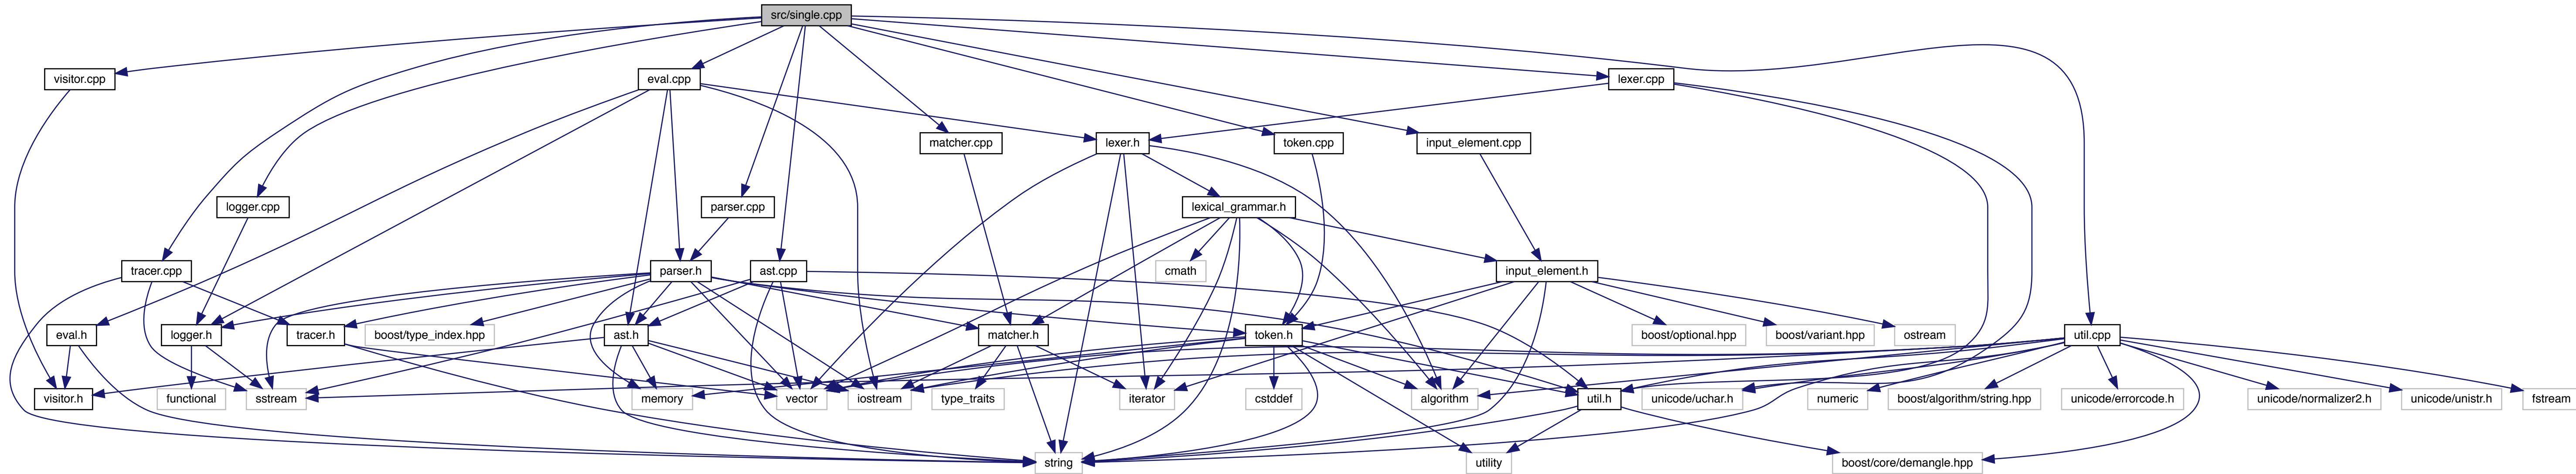 src/single.cpp
visitor.cpp
eval.cpp
lexer.cpp
matcher.cpp
lexer.h
token.cpp
input_element.cpp
logger.cpp
parser.cpp
lexical_grammar.h
tracer.cpp
parser.h
ast.cpp
cmath
input_element.h
eval.h
logger.h
tracer.h
boost/type_index.hpp
ast.h
matcher.h
token.h
boost/optional.hpp
boost/variant.hpp
ostream
util.cpp
visitor.h
functional
sstream
memory
vector
iostream
type_traits
iterator
cstddef
algorithm
util.h
unicode/uchar.h
numeric
boost/algorithm/string.hpp
unicode/errorcode.h
unicode/normalizer2.h
unicode/unistr.h
fstream
string
utility
boost/core/demangle.hpp